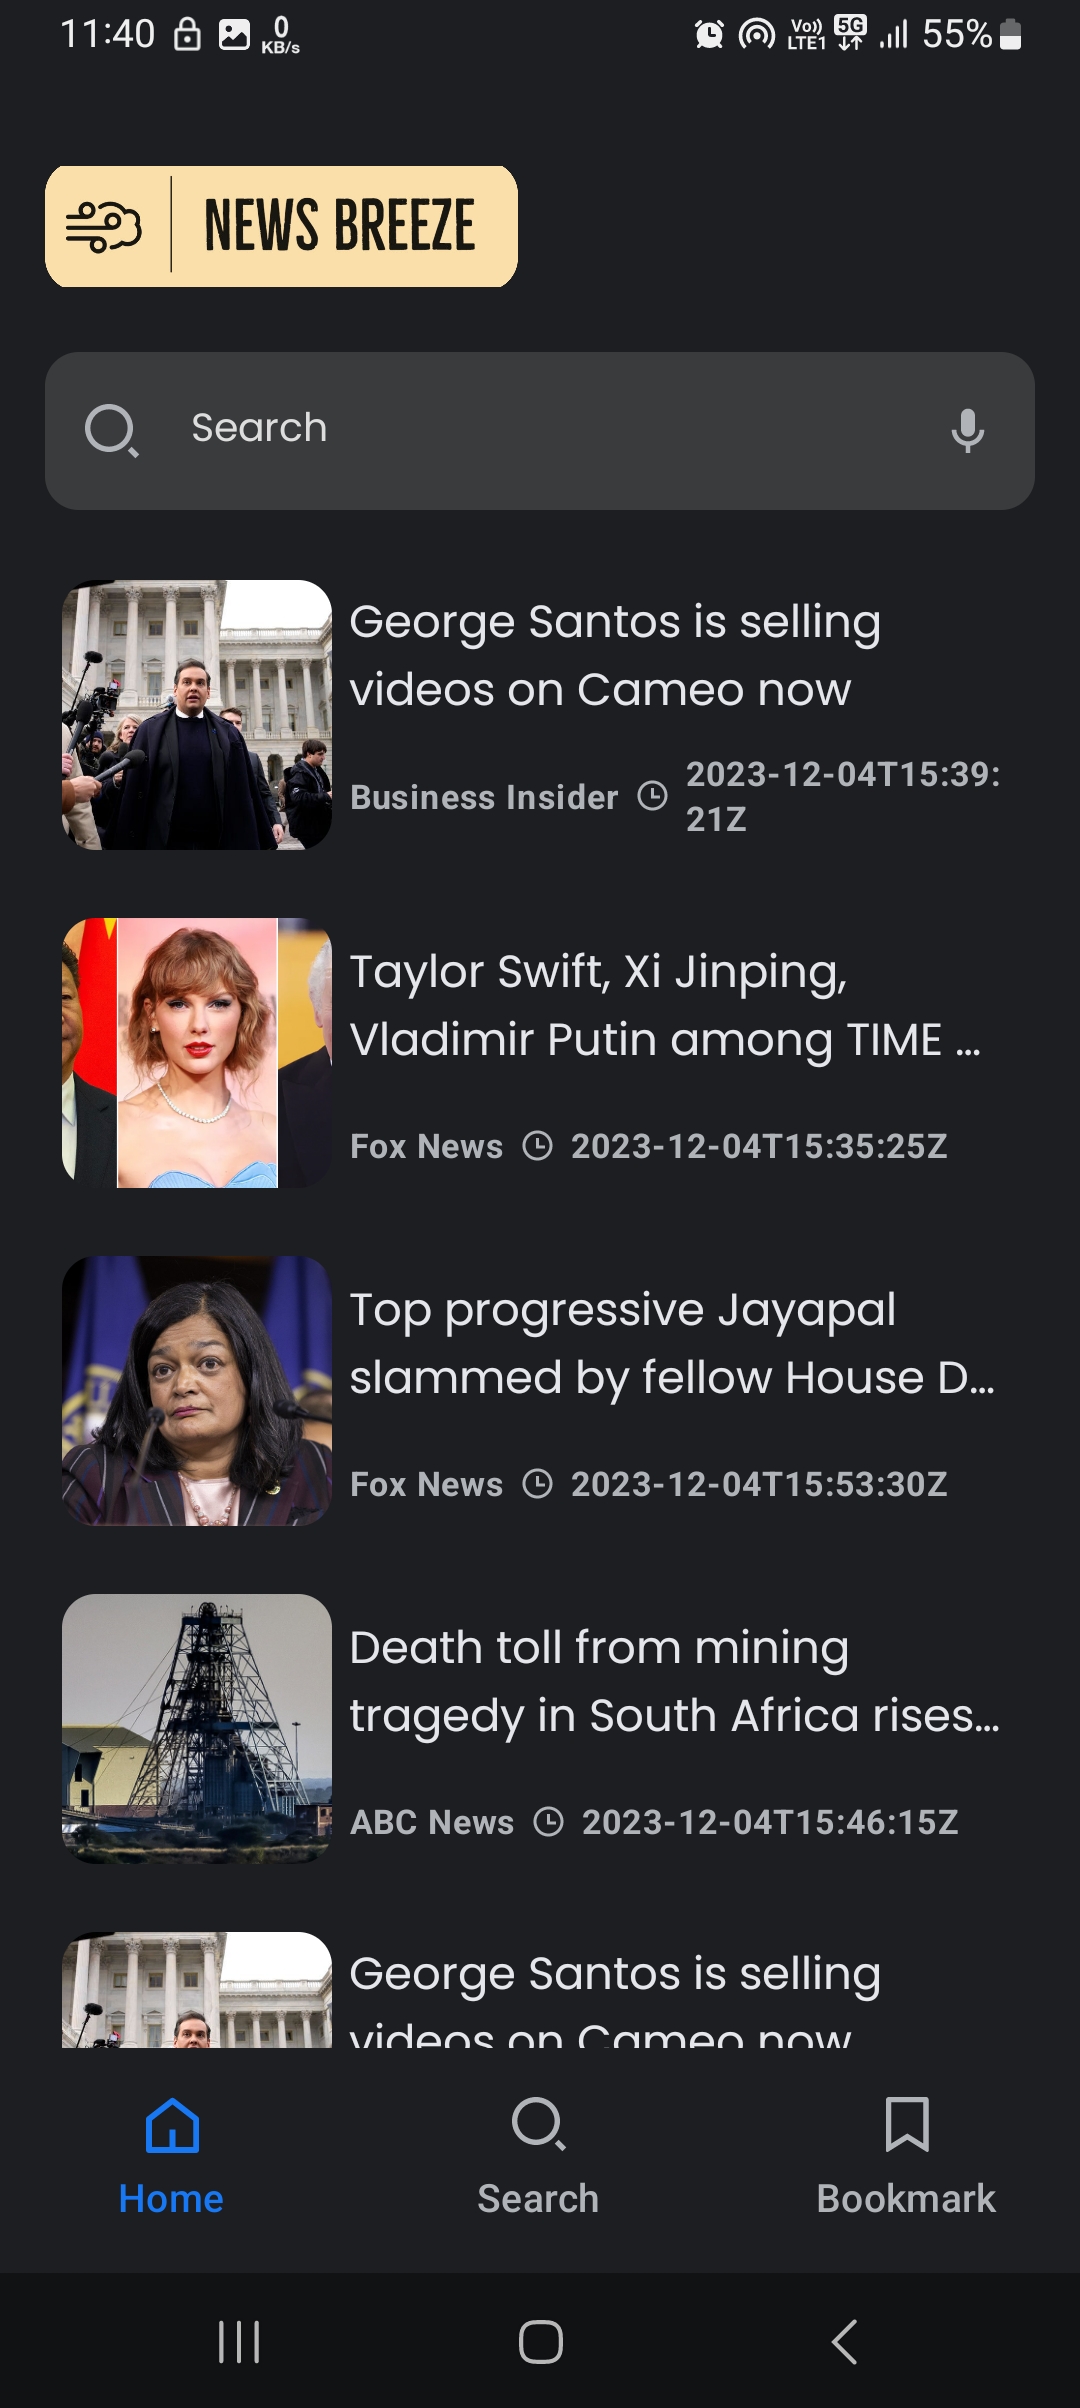 11:40 0 KB/s Vo)) LTE1 5G 55%
NEWS BREEZE
Search
George Santos is selling
videos on Cameo now
Business Insider 2023-12-04T15:39:
21Z
Taylor Swift, Xi Jinping,
Vladimir Putin among TIME ...
Fox News 2023-12-04T15:35:25Z
Top progressive Jayapal
slammed by fellow House D...
Fox News 2023-12-04T15:53:30Z
Death toll from mining
tragedy in South Africa rises...
ABC News 2023-12-04T15:46:15Z
George Santos is selling
videos on Cameo now
Home Search Bookmark